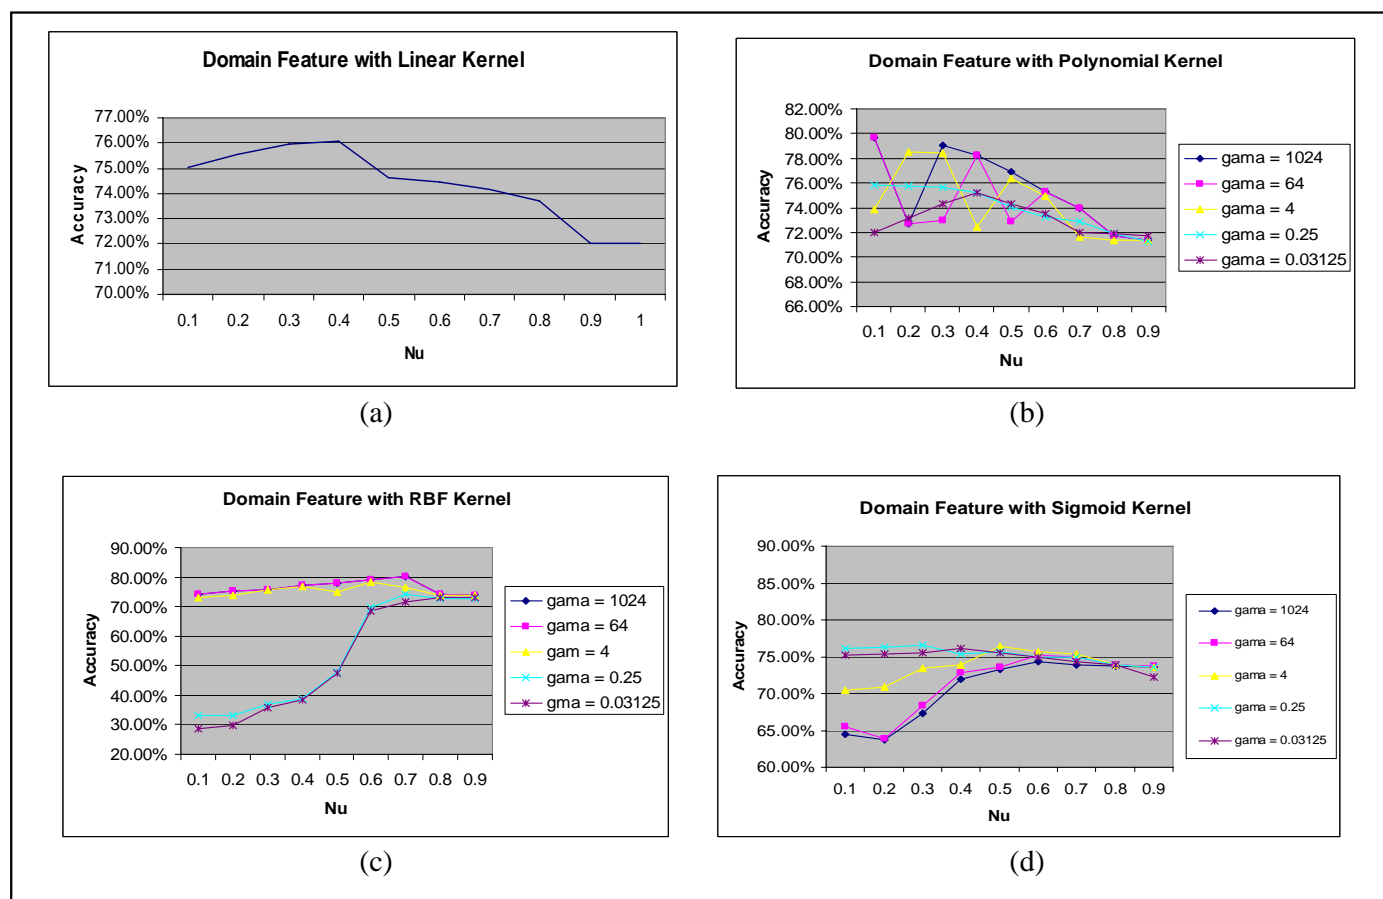 Domain Feature with Linear Kernel
Accuracy
77.00%
76.00%
75.00%
74.00%
73.00%
72.00%
71.00%
70.00%
0.1 0.2 0.3 0.4 0.5 0.6 0.7 0.8 0.9 1
Nu
(a)
Domain Feature with Polynomial Kernel
Accuracy
82.00%
80.00%
78.00%
76.00%
74.00%
72.00%
70.00%
68.00%
66.00%
0.1 0.2 0.3 0.4 0.5 0.6 0.7 0.8 0.9
Nu
gama = 1024
gama = 64
gama = 4
gama = 0.25
gama = 0.03125
(b)
Domain Feature with RBF Kernel
Accuracy
90.00%
80.00%
70.00%
60.00%
50.00%
40.00%
30.00%
20.00%
0.1 0.2 0.3 0.4 0.5 0.6 0.7 0.8 0.9
Nu
gama = 1024
gama = 64
gam = 4
gama = 0.25
gma = 0.03125
(c)
Domain Feature with Sigmoid Kernel
Accuracy
90.00%
85.00%
80.00%
75.00%
70.00%
65.00%
60.00%
0.1 0.2 0.3 0.4 0.5 0.6 0.7 0.8 0.9
Nu
gama = 1024
gama = 64
gama = 4
gama = 0.25
gama = 0.03125
(d)